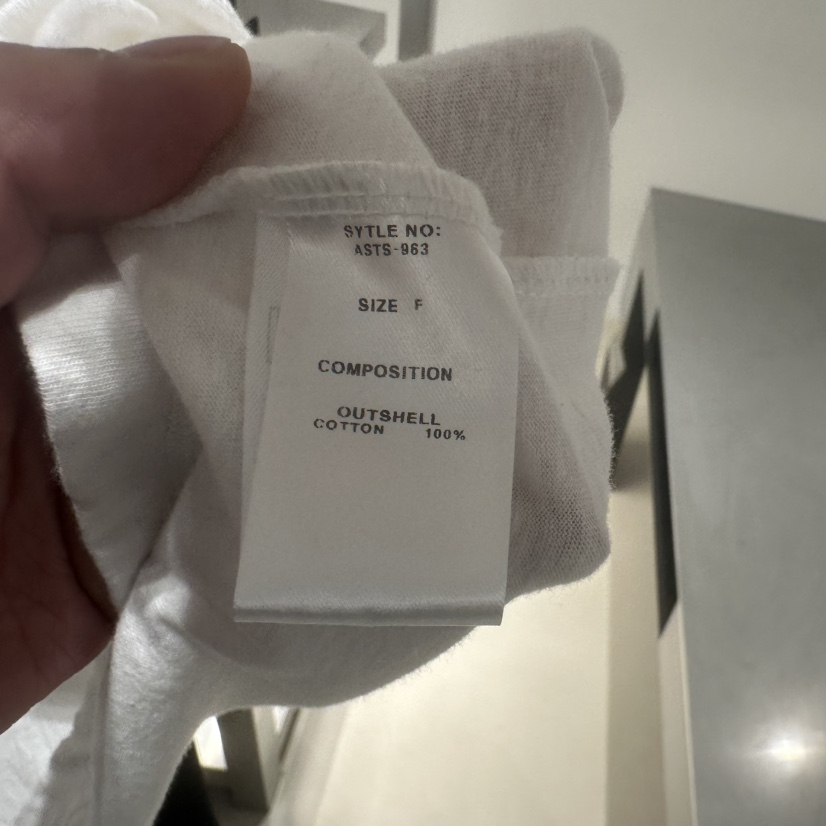 SYTLE NO:
ASTS-963
SIZE F
COMPOSITION
OUTSHELL
COTTON 100%